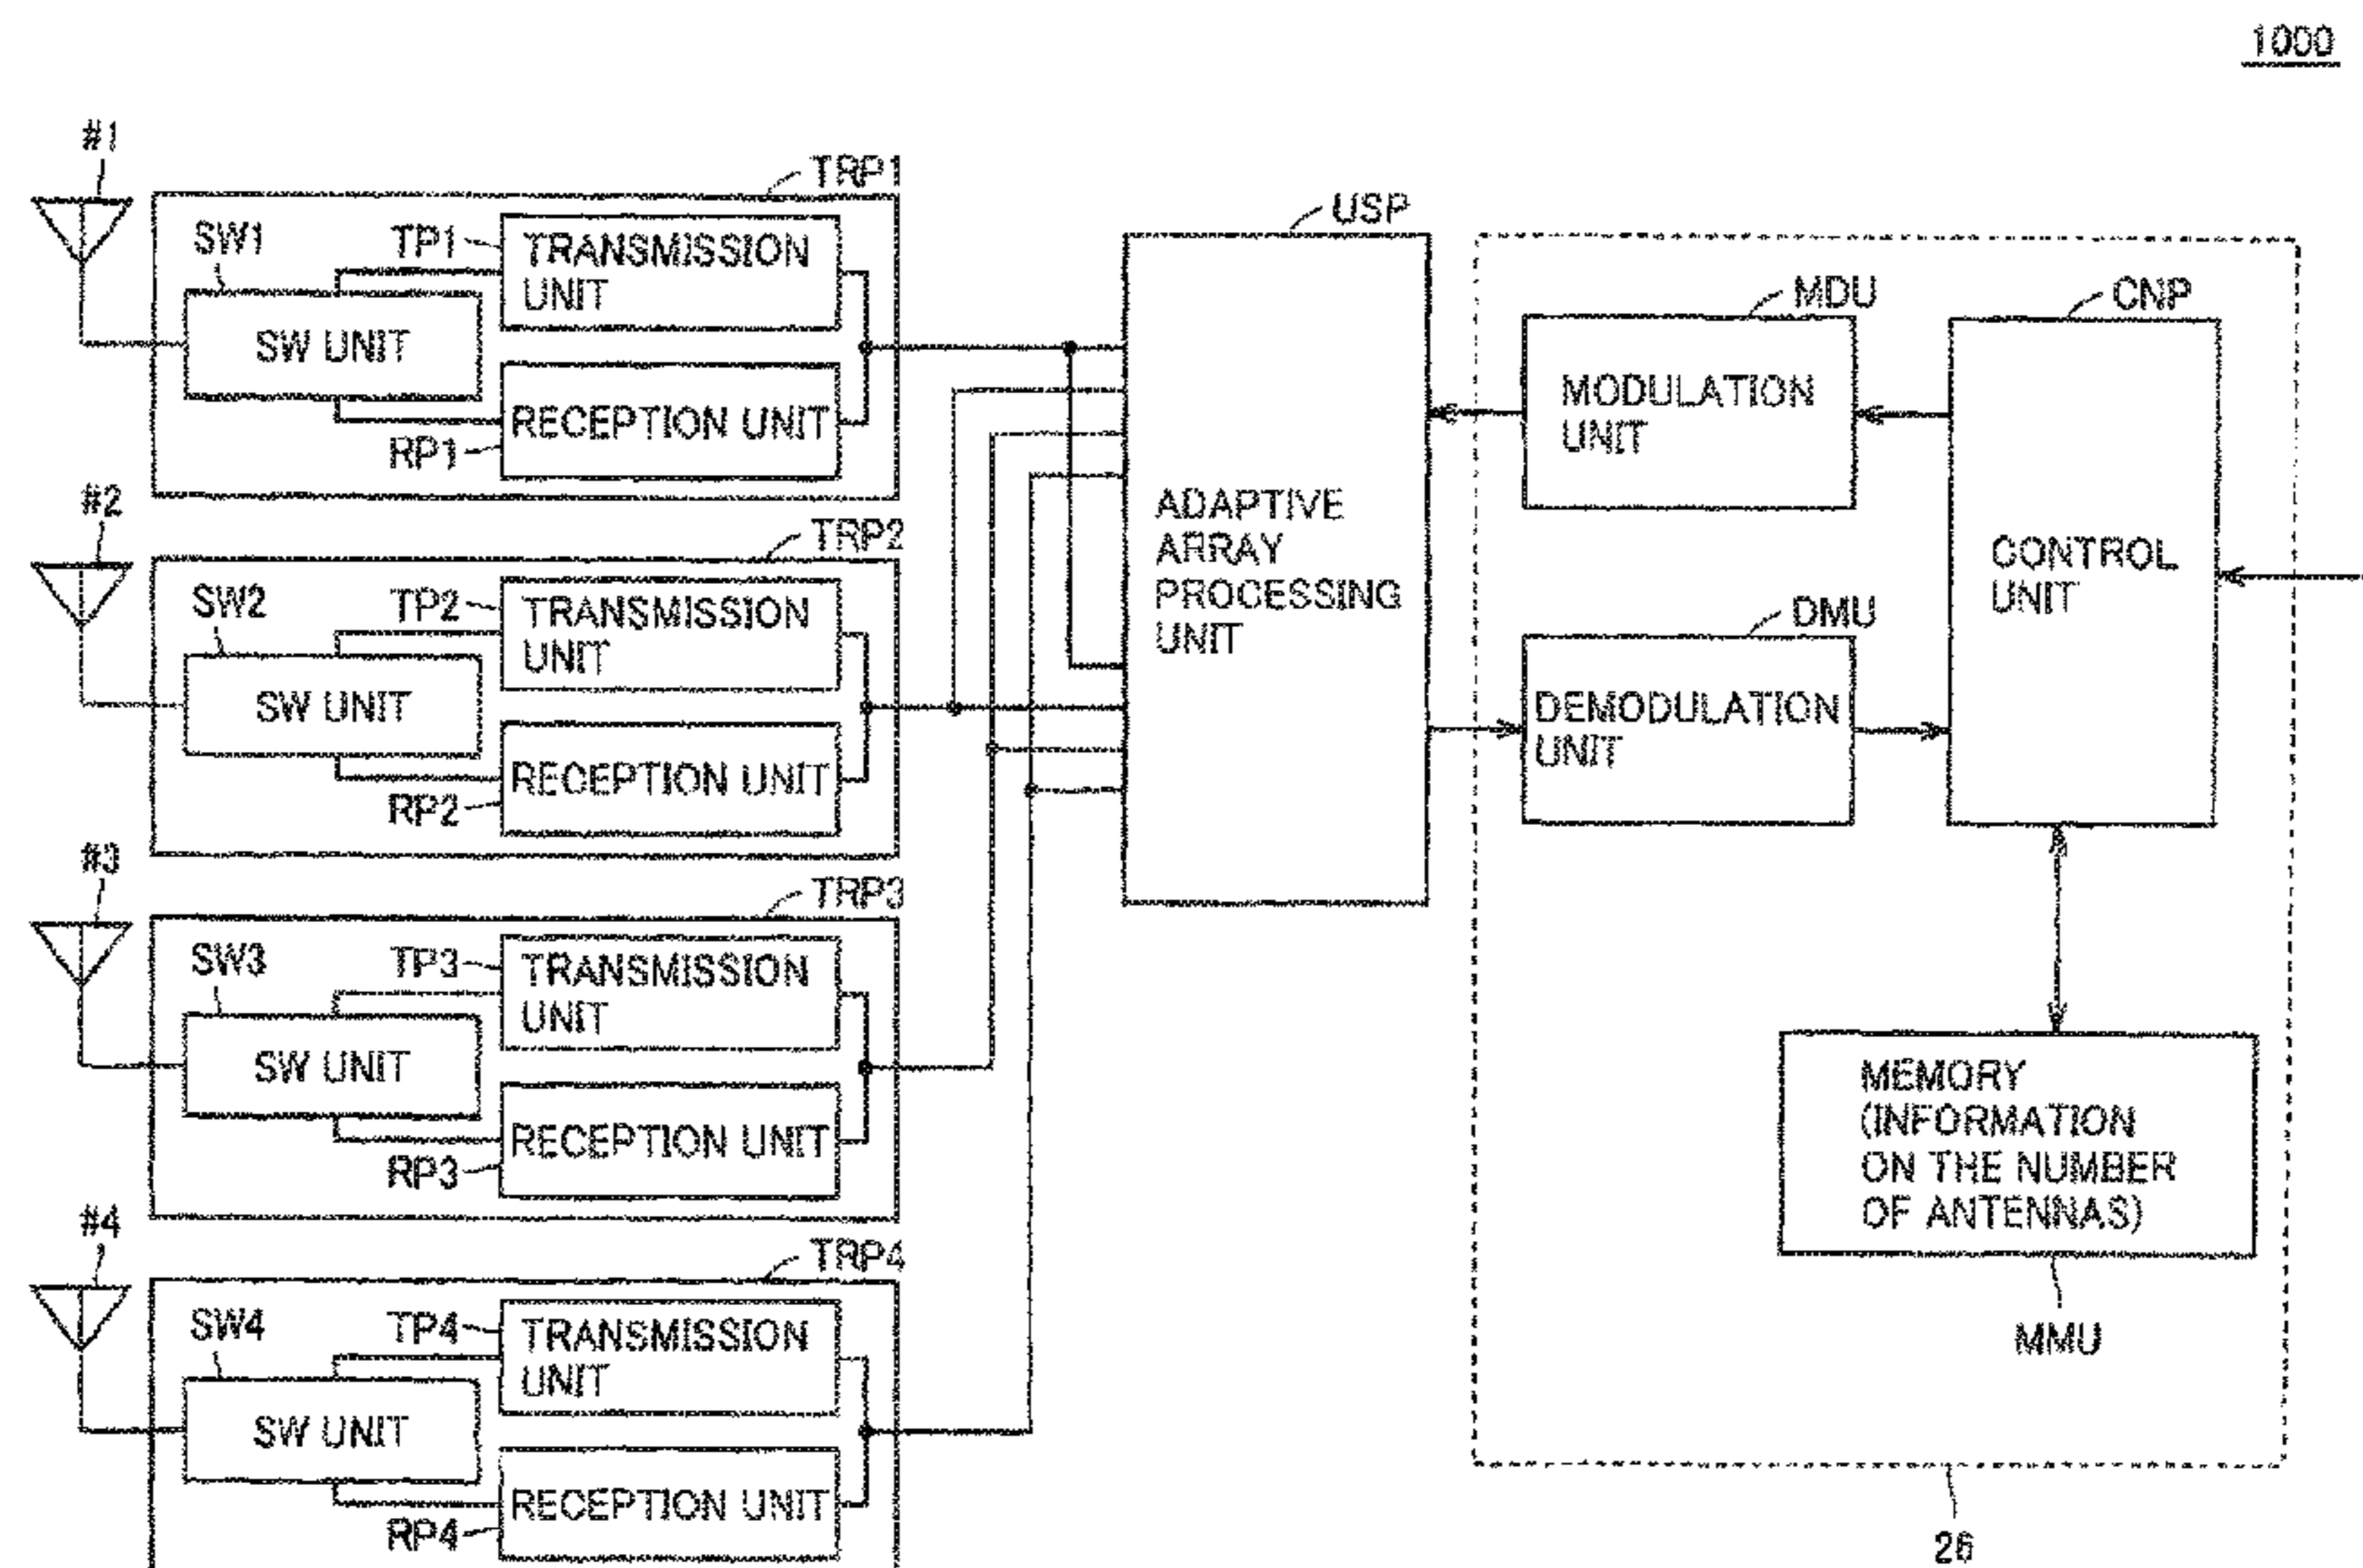 1000
#1
TRP1
SW1
TP1
TRANSMISSION
UNIT
SW UNIT
RECEPTION UNIT
RP1
#2
TRP2
SW2
TP2
TRANSMISSION
UNIT
SW UNIT
RECEPTION UNIT
RP2
#3
TRP3
SW3
TP3
TRANSMISSION
UNIT
SW UNIT
RECEPTION UNIT
RP3
#4
TRP4
SW4
TP4
TRANSMISSION
UNIT
SW UNIT
RECEPTION UNIT
RP4
USP
ADAPTIVE
ARRAY
PROCESSING
UNIT
MDU
MODULATION
UNIT
CNP
CONTROL
UNIT
DMU
DEMODULATION
UNIT
MEMORY
(INFORMATION
ON THE NUMBER
OF ANTENNAS)
MMU
26